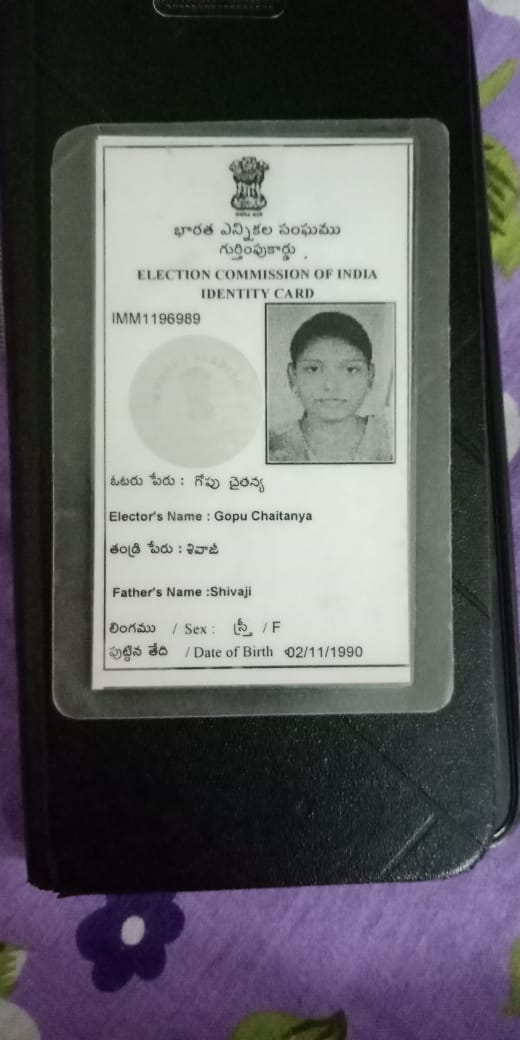 భారత ఎన్నికల సంఘము
గుర్తింపుకార్డు .
ELECTION COMMISSION OF INDIA
IDENTITY CARD
IMM1196989
ఓటరు పేరు : గోపు చైతన్య
Elector's Name : Gopu Chaitanya
తండ్రి పేరు : శివాజీ
Father's Name :Shivaji
లింగము / Sex : స్త్రీ / F
పుట్టిన తేది / Date of Birth :02/11/1990